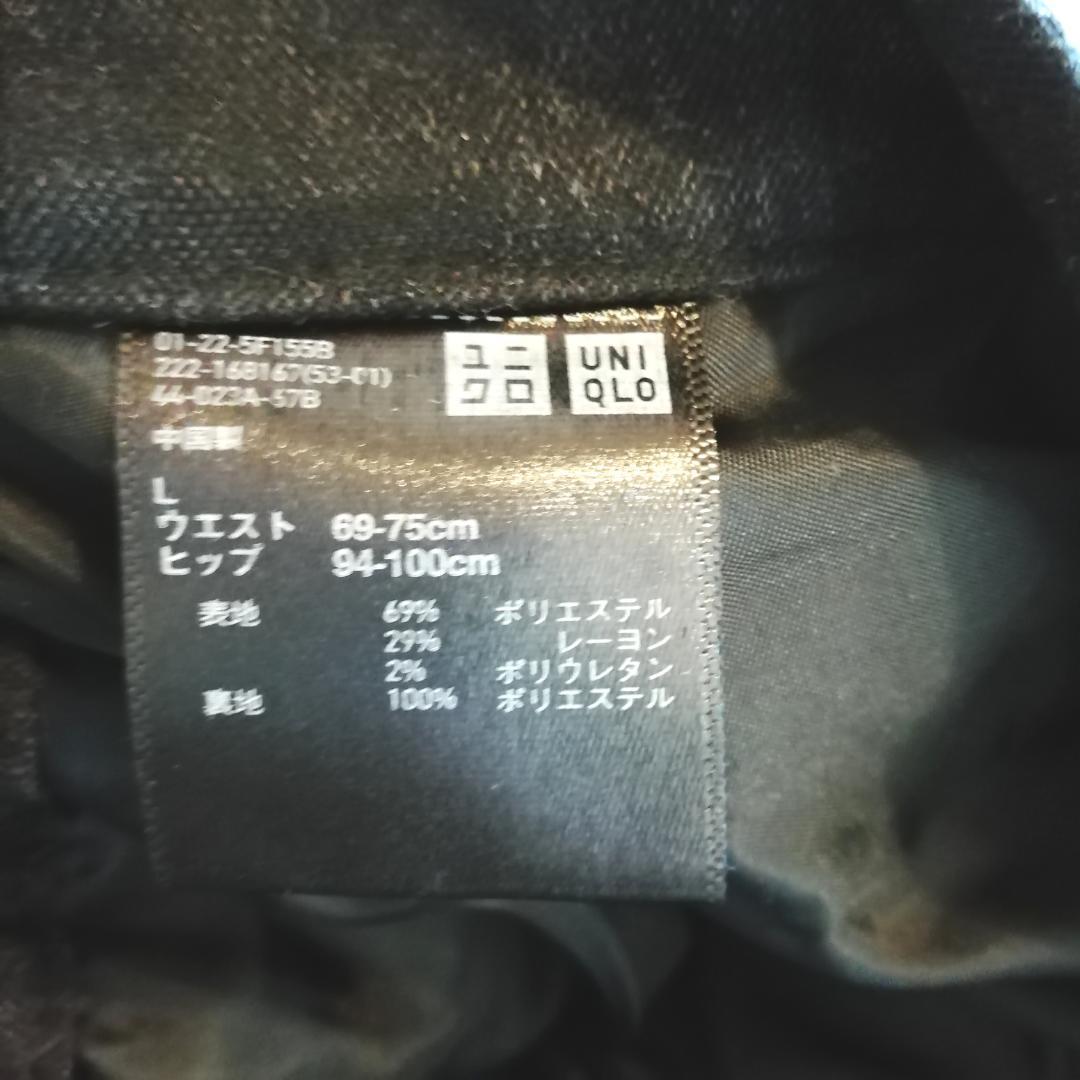 01-22-5F155B
222-168167(53-01)
44-023A-67B
ユニ
クロ
UNI
QLO
中国製
L
ウエスト 69-75cm
ヒップ 94-100cm
表地 69% ポリエステル
29% レーヨン
2% ポリウレタン
裏地 100% ポリエステル